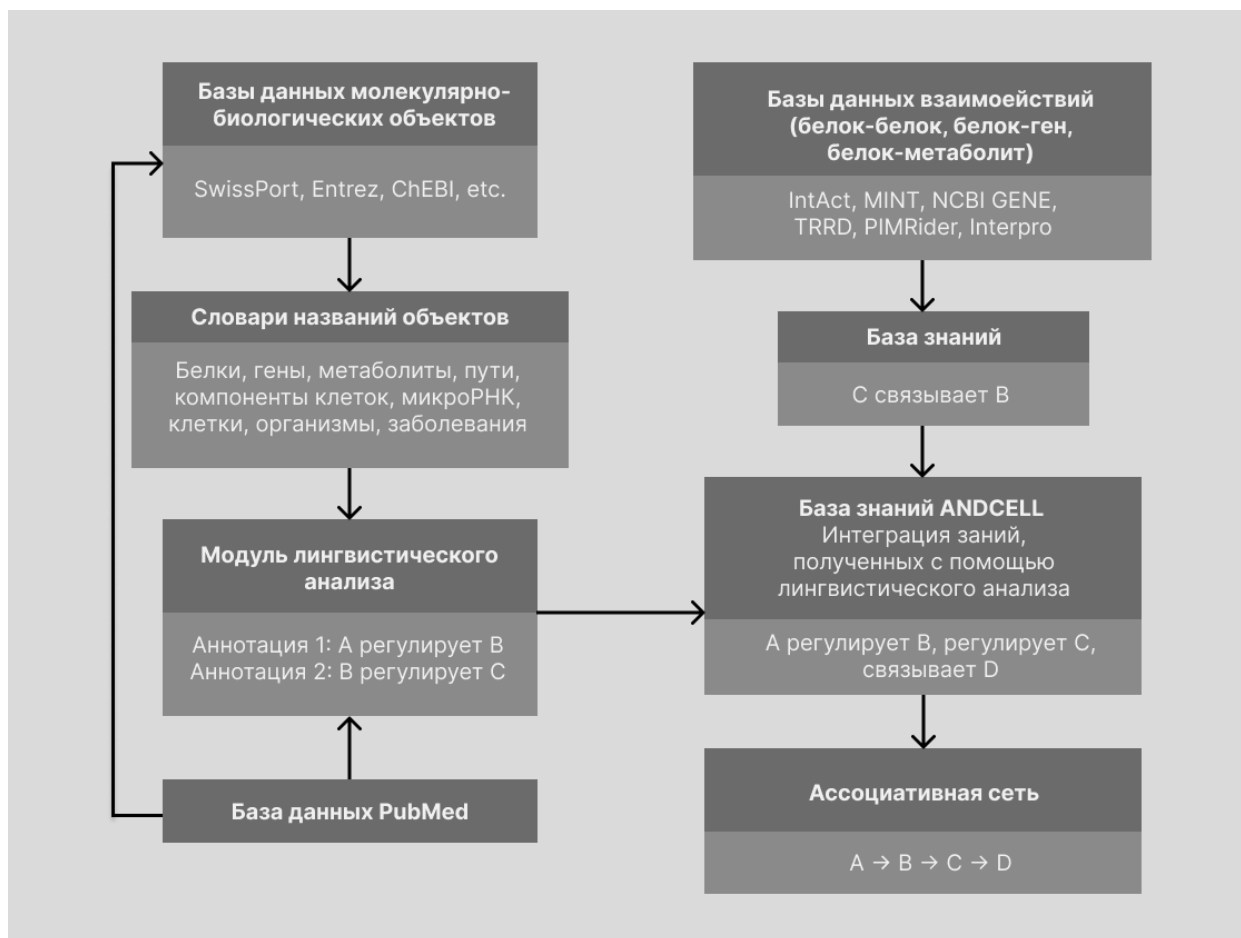 Базы данных молекулярно-
биологических объектов
SwissPort, Entrez, ChEBI, etc.
Словари названий объектов
Белки, гены, метаболиты, пути,
компоненты клеток, микроРНК,
клетки, организмы, заболевания
Модуль лингвистического
анализа
Аннотация 1: A регулирует B
Аннотация 2: B регулирует C
База данных PubMed
Базы данных взаимоействий
(белок-белок, белок-ген,
белок-метаболит)
IntAct, MINT, NCBI GENE,
TRRD, PIMRider, Interpro
База знаний
C связывает B
База знаний ANDCELL
Интеграция заний,
полученных с помощью
лингвистического анализа
A регулирует B, регулирует C,
связывает D
Ассоциативная сеть
A → B → C → D